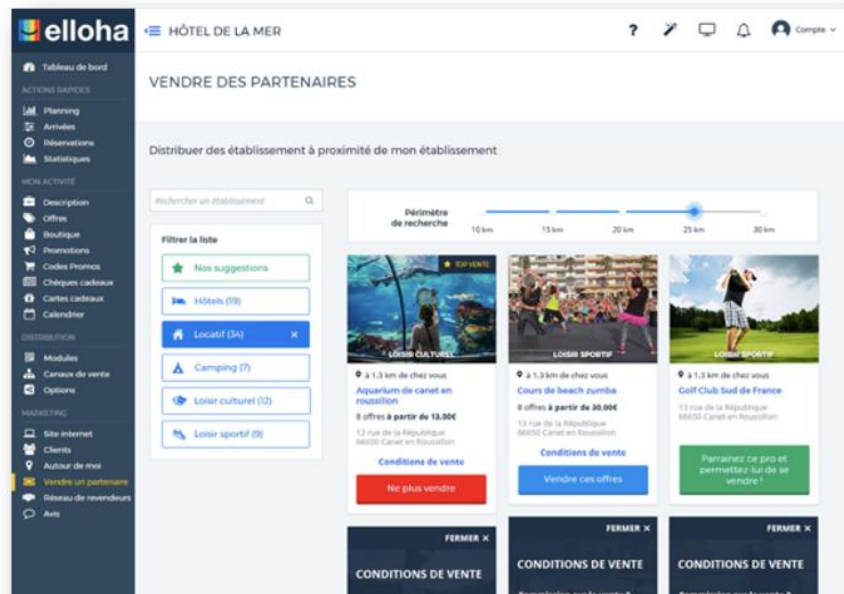 elloha
HÔTEL DE LA MER
?
Compte
Tableau de bord
ACTIONS RAPIDES
Planning
Arrivées
Réservations
Statistiques
MON ACTIVITÉ
Description
Offres
Boutique
Promotions
Codes Promos
Chèques cadeaux
Cartes cadeaux
Calendrier
DISTRIBUTION
Modules
Canaux de vente
Options
MARKETING
Site internet
Clients
Autour de moi
Vendre un partenaire
Réseau de revendeurs
Avis
VENDRE DES PARTENAIRES
Distribuer des établissement à proximité de mon établissement
Rechercher un établissement
Filtrer la liste
Nos suggestions
Hôtels (19)
Locatif (34) ×
Camping (7)
Loisir culturel (12)
Loisir sportif (9)
Périmètre
de recherche
10 km 15 km 20 km 25 km 30 km
TOP VENTE
LOISIR CULTUREL
à 1.3 km de chez vous
Aquarium de canet en
roussillon
8 offres à partir de 13,00€
13 rue de la République
66650 Canet en Roussillon
Conditions de vente
Ne plus vendre
LOISIR SPORTIF
à 1.3 km de chez vous
Cours de beach zumba
8 offres à partir de 30,00€
13 rue de la République
66650 Canet en Roussillon
Conditions de vente
Vendre ces offres
LOISIR SPORTIF
à 1.3 km de chez vous
Golf Club Sud de France
13 rue de la République
66650 Canet en Roussillon
Parrainez ce pro et
permettez-lui de se
vendre !
FERMER ×
CONDITIONS DE VENTE
FERMER ×
CONDITIONS DE VENTE
FERMER ×
CONDITIONS DE VENTE